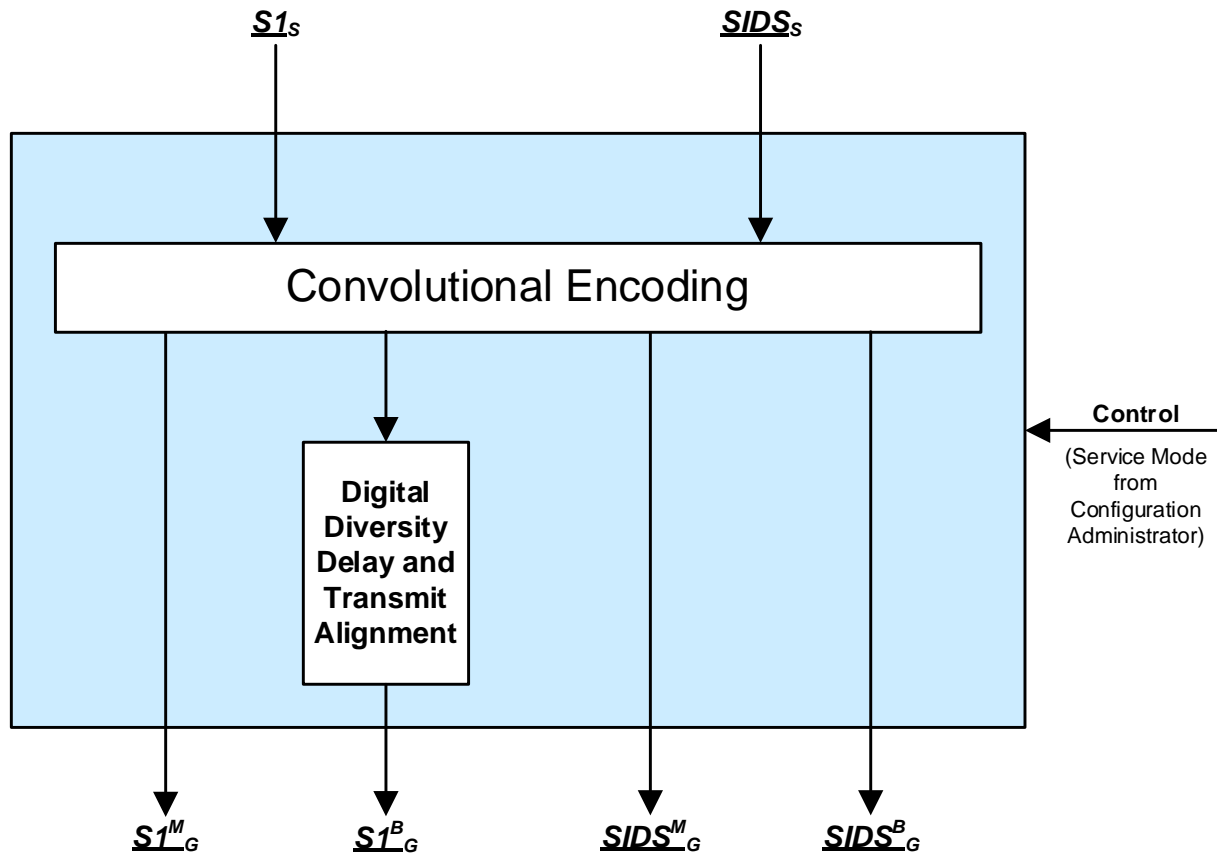 S1S
SIDSS
Convolutional Encoding
Control
(Service Mode
from
Configuration
Administrator)
Digital
Diversity
Delay and
Transmit
Alignment
S1MG
S1BG
SIDSMG
SIDSBG